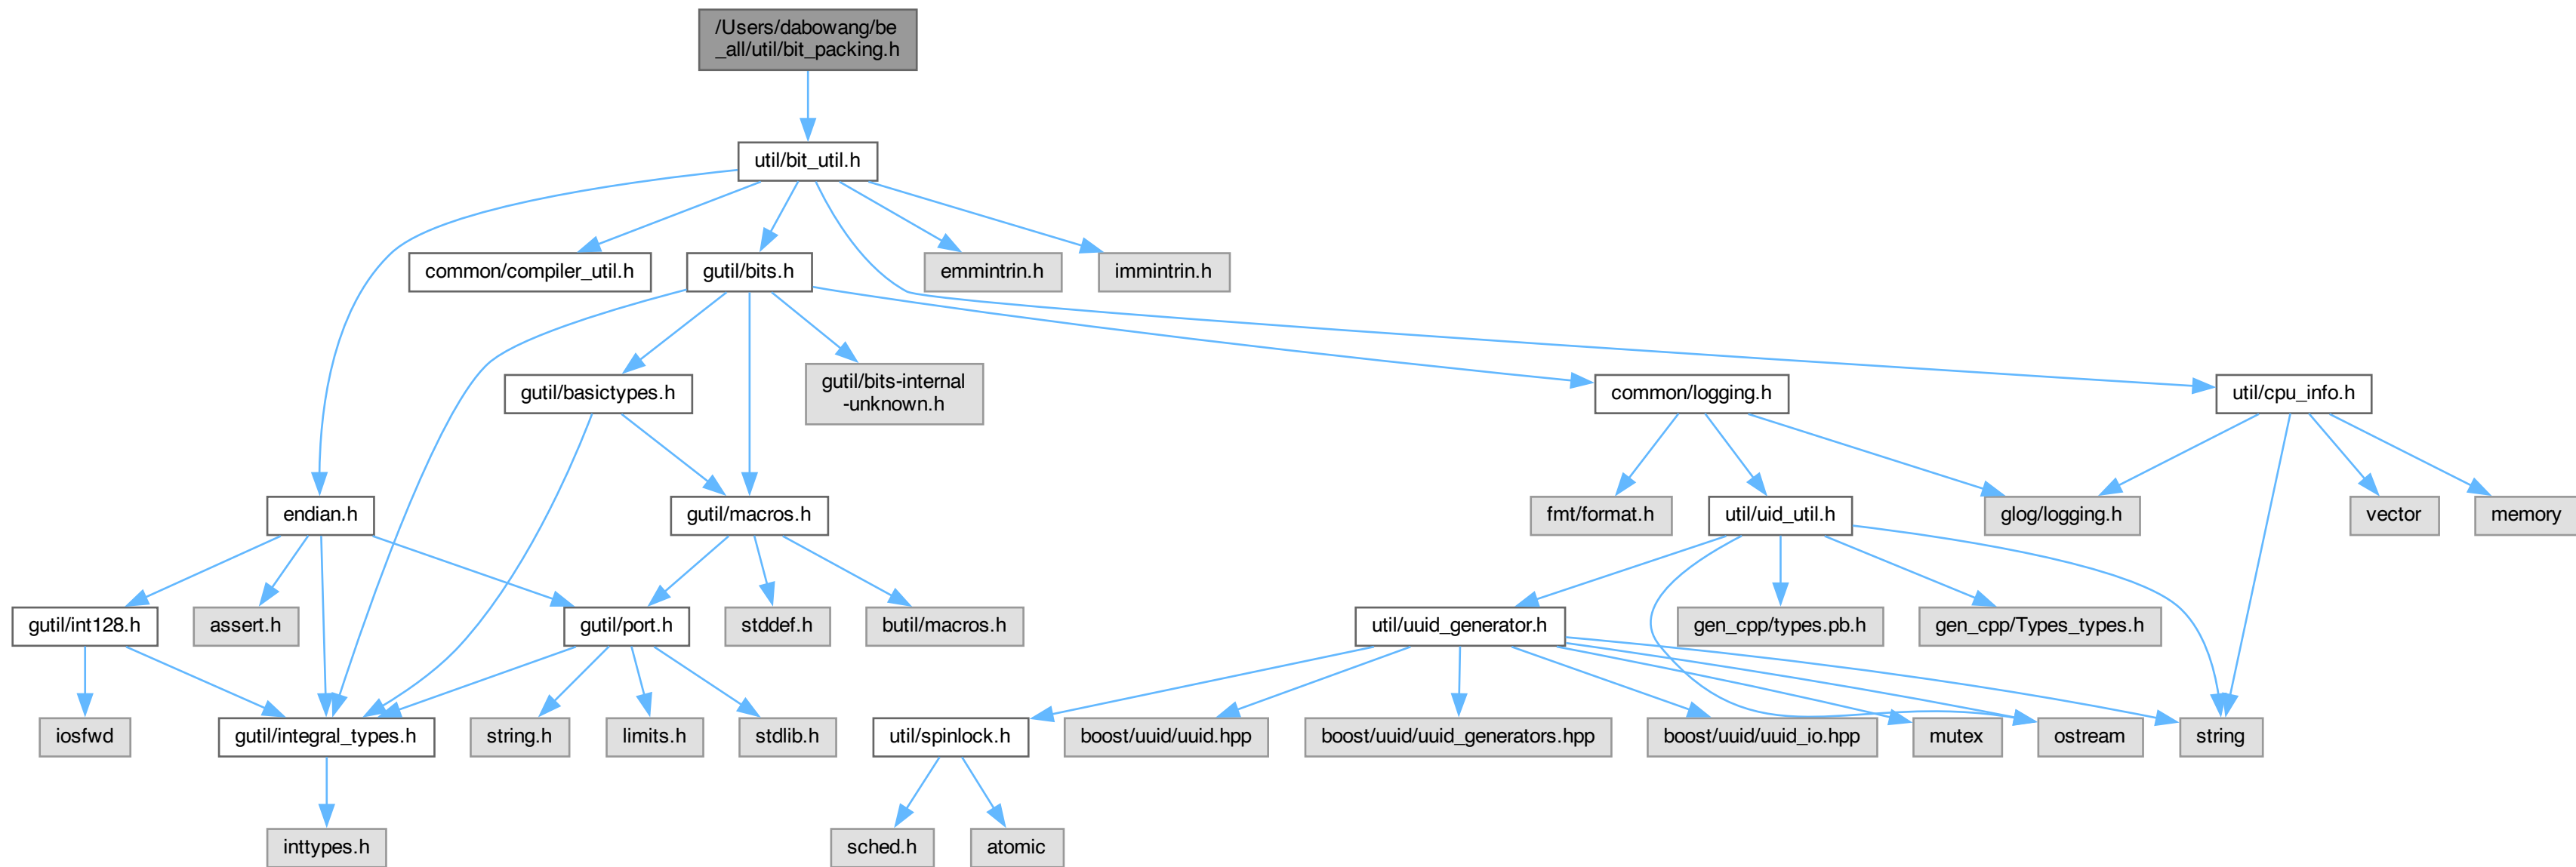 /Users/dabowang/be
_all/util/bit_packing.h
util/bit_util.h
common/compiler_util.h
gutil/bits.h
emmintrin.h
immintrin.h
gutil/basictypes.h
gutil/bits-internal
-unknown.h
common/logging.h
util/cpu_info.h
endian.h
gutil/macros.h
fmt/format.h
util/uid_util.h
glog/logging.h
vector
memory
gutil/int128.h
assert.h
gutil/port.h
stddef.h
butil/macros.h
util/uuid_generator.h
gen_cpp/types.pb.h
gen_cpp/Types_types.h
iosfwd
gutil/integral_types.h
string.h
limits.h
stdlib.h
util/spinlock.h
boost/uuid/uuid.hpp
boost/uuid/uuid_generators.hpp
boost/uuid/uuid_io.hpp
mutex
ostream
string
inttypes.h
sched.h
atomic